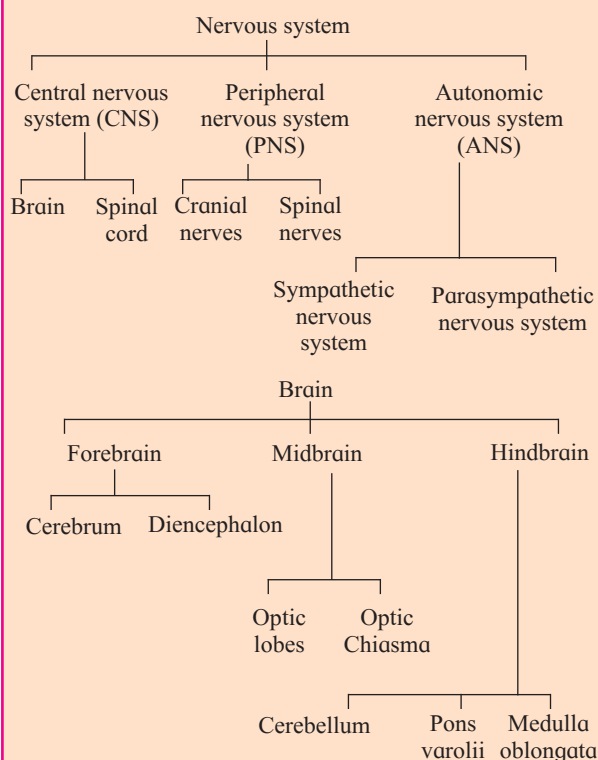 Nervous system
Central nervous
system (CNS)
Peripheral
nervous system
(PNS)
Autonomic
nervous system
(ANS)
Brain
Spinal
cord
Cranial
nerves
Spinal
nerves
Sympathetic
nervous
system
Parasympathetic
nervous system
Brain
Forebrain
Midbrain
Hindbrain
Cerebrum
Diencephalon
Optic
lobes
Optic
Chiasma
Cerebellum
Pons
varolii
Medulla
oblongata